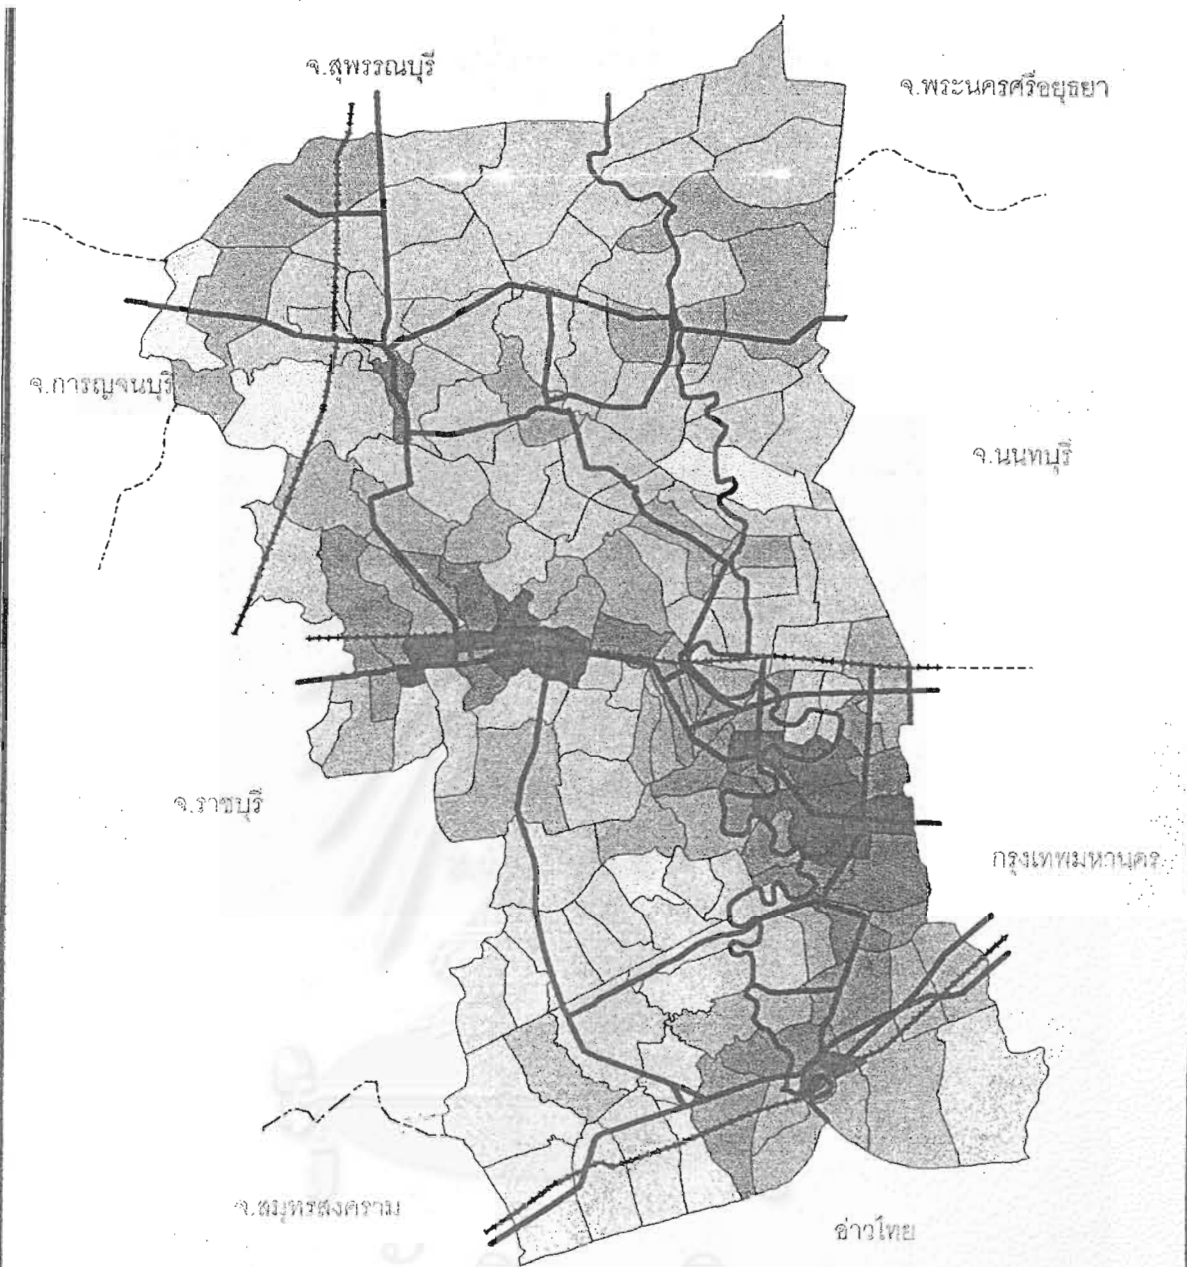 จ.สุพรรณบุรี
จ.พระนครศรีอยุธยา
จ.การญจนบุรี
จ.นนทบุรี
จ.ราชบุรี
กรุงเทพมหานคร
จ.สมุทรสงคราม
อ่าวไทย